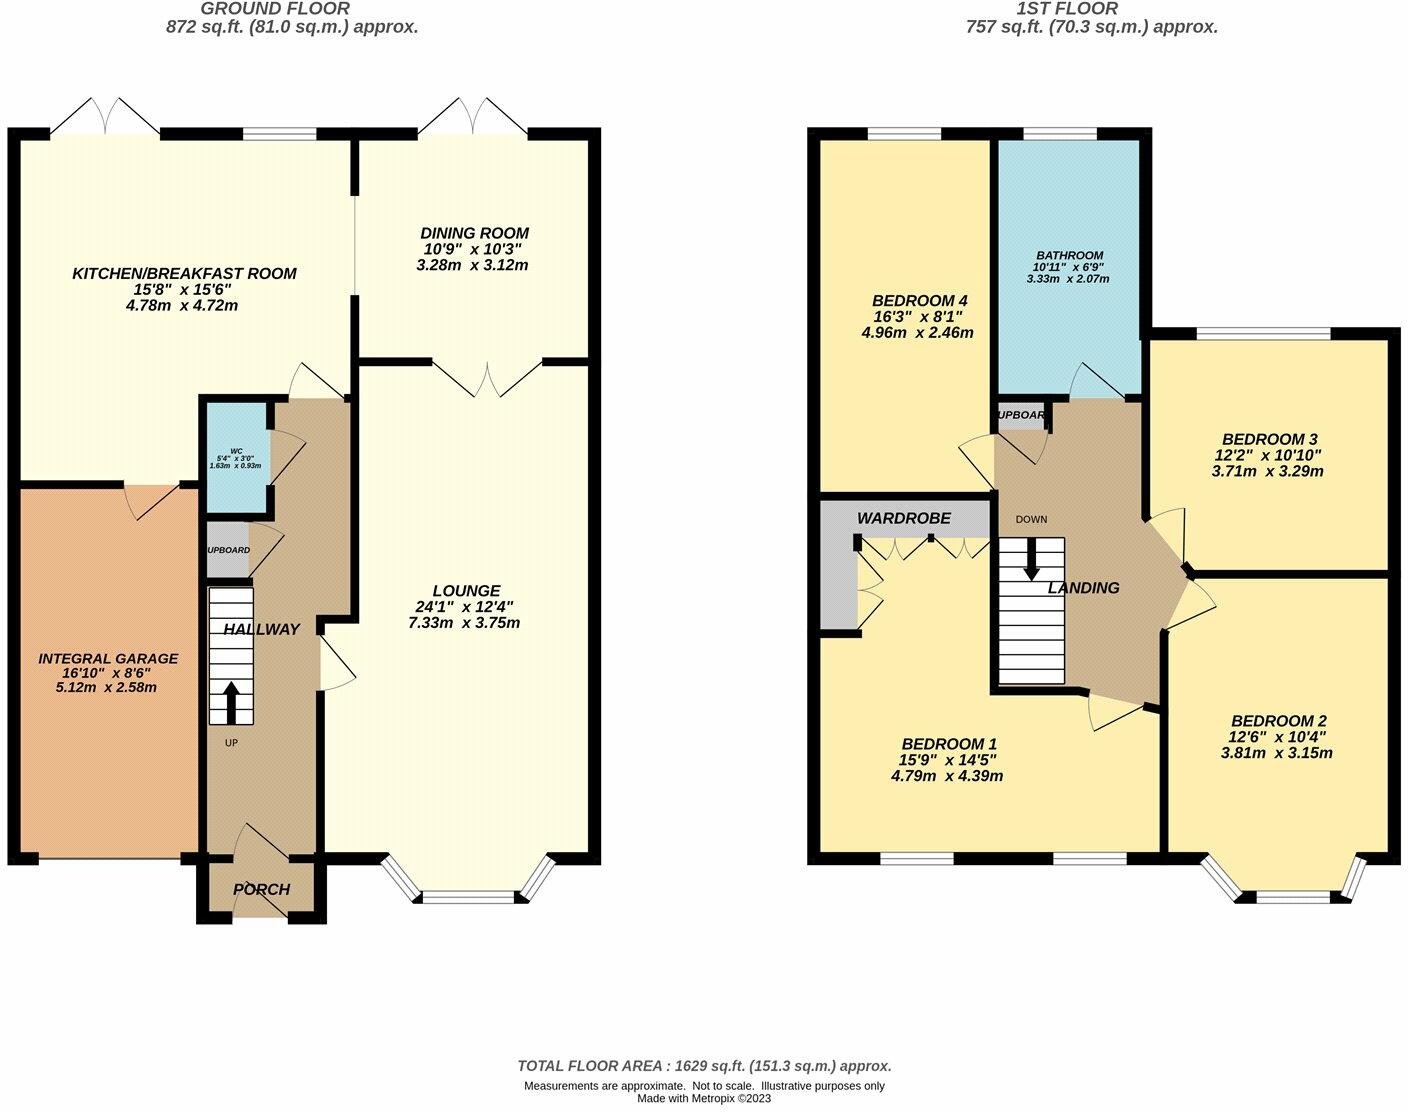 GROUND FLOOR
872 sq.ft. (81.0 sq.m.) approx.
1ST FLOOR
757 sq.ft. (70.3 sq.m.) approx.
KITCHEN/BREAKFAST ROOM
15'8" x 15'6"
4.78m x 4.72m
DINING ROOM
10'9" x 10'3"
3.28m x 3.12m
WC
5'4" x 3'0"
1.63m x 0.93m
UPBOARD
HALLWAY
LOUNGE
24'1" x 12'4"
7.33m x 3.75m
INTEGRAL GARAGE
16'10" x 8'6"
5.12m x 2.58m
UP
PORCH
BATHROOM
10'11" x 6'9"
3.33m x 2.07m
BEDROOM 4
16'3" x 8'1"
4.96m x 2.46m
UPBOAR
BEDROOM 3
12'2" x 10'10"
3.71m x 3.29m
WARDROBE
DOWN
LANDING
BEDROOM 2
12'6" x 10'4"
3.81m x 3.15m
BEDROOM 1
15'9" x 14'5"
4.79m x 4.39m
TOTAL FLOOR AREA : 1629 sq.ft. (151.3 sq.m.) approx.
Measurements are approximate. Not to scale. Illustrative purposes only
Made with Metropix ©2023